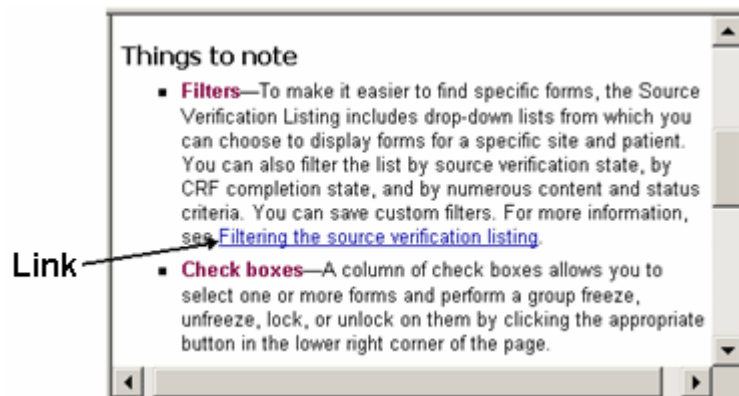 Things to note
▪ Filters—To make it easier to find specific forms, the Source
Verification Listing includes drop-down lists from which you
can choose to display forms for a specific site and patient.
You can also filter the list by source verification state, by
CRF completion state, and by numerous content and status
criteria. You can save custom filters. For more information,
see Filtering the source verification listing.
Link
▪ Check boxes—A column of check boxes allows you to
select one or more forms and perform a group freeze,
unfreeze, lock, or unlock on them by clicking the appropriate
button in the lower right corner of the page.